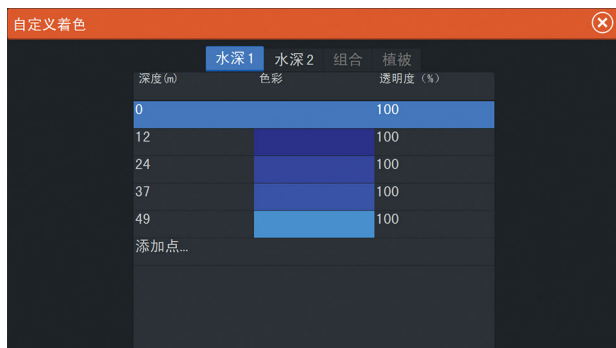 自定义着色
水深1 水深2 组合 植被
深度(m) 色彩 透明度（%）
0 100
12 100
24 100
37 100
49 100
添加点…